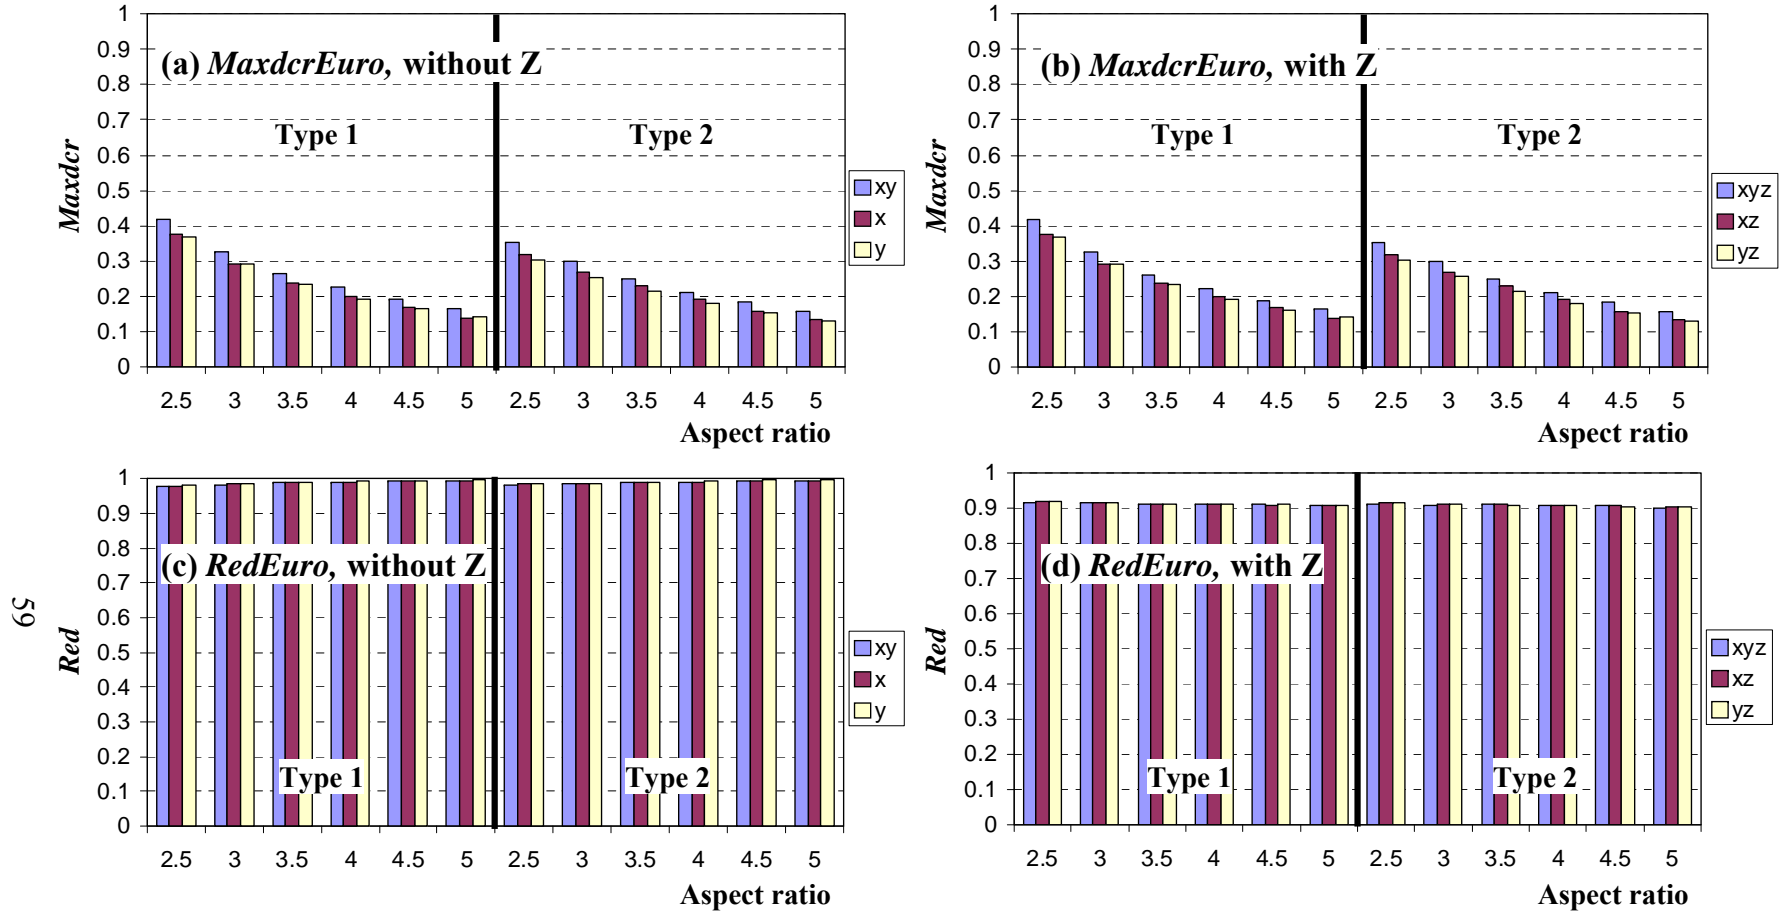 (a) MaxdcrEuro, without Z
Type 1
Type 2
Maxdcr
1
0.9
0.8
0.7
0.6
0.5
0.4
0.3
0.2
0.1
0
2.5 3 3.5 4 4.5 5 2.5 3 3.5 4 4.5 5
Aspect ratio
xy
x
y
(b) MaxdcrEuro, with Z
Type 1
Type 2
Maxdcr
1
0.9
0.8
0.7
0.6
0.5
0.4
0.3
0.2
0.1
0
2.5 3 3.5 4 4.5 5 2.5 3 3.5 4 4.5 5
Aspect ratio
xyz
xz
yz
(c) RedEuro, without Z
Type 1
Type 2
Red
1
0.9
0.8
0.7
0.6
0.5
0.4
0.3
0.2
0.1
0
2.5 3 3.5 4 4.5 5 2.5 3 3.5 4 4.5 5
Aspect ratio
xy
x
y
(d) RedEuro, with Z
Type 1
Type 2
Red
1
0.9
0.8
0.7
0.6
0.5
0.4
0.3
0.2
0.1
0
2.5 3 3.5 4 4.5 5 2.5 3 3.5 4 4.5 5
Aspect ratio
xyz
xz
yz
59